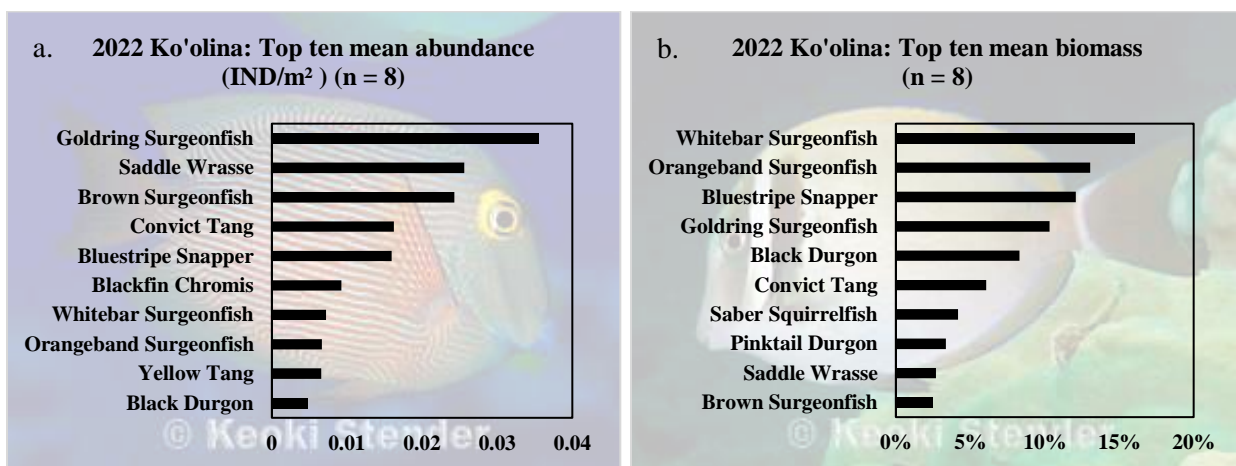 a.
2022 Ko'olina: Top ten mean abundance
(IND/m² ) (n = 8)
Goldring Surgeonfish
Saddle Wrasse
Brown Surgeonfish
Convict Tang
Bluestripe Snapper
Blackfin Chromis
Whitebar Surgeonfish
Orangeband Surgeonfish
Yellow Tang
Black Durgon
0 0.01 0.02 0.03 0.04
© Keoki Stender
b.
2022 Ko'olina: Top ten mean biomass
(n = 8)
Whitebar Surgeonfish
Orangeband Surgeonfish
Bluestripe Snapper
Goldring Surgeonfish
Black Durgon
Convict Tang
Saber Squirrelfish
Pinktail Durgon
Saddle Wrasse
Brown Surgeonfish
0% 5% 10% 15% 20%
© Keoki Stender